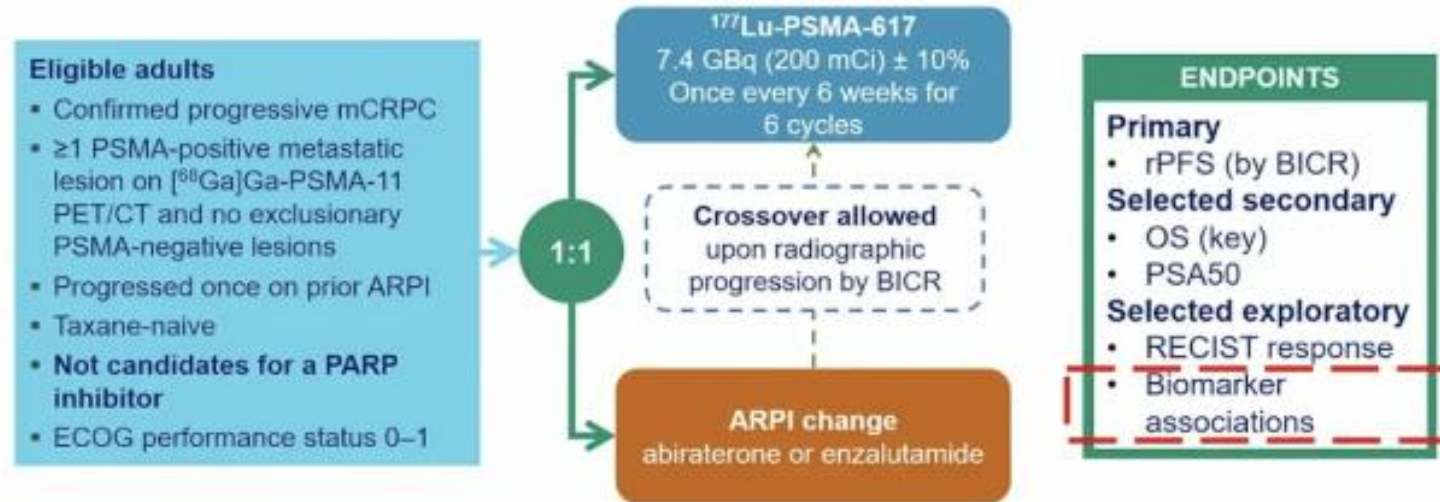 Eligible adults
▪ Confirmed progressive mCRPC
▪ ≥1 PSMA-positive metastatic
lesion on [⁶⁸Ga]Ga-PSMA-11
PET/CT and no exclusionary
PSMA-negative lesions
▪ Progressed once on prior ARPI
▪ Taxane-naive
▪ Not candidates for a PARP
inhibitor
▪ ECOG performance status 0–1
1:1
¹⁷⁷Lu-PSMA-617
7.4 GBq (200 mCi) ± 10%
Once every 6 weeks for
6 cycles
Crossover allowed
upon radiographic
progression by BICR
ARPI change
abiraterone or enzalutamide
ENDPOINTS
Primary
• rPFS (by BICR)
Selected secondary
• OS (key)
• PSA50
Selected exploratory
• RECIST response
• Biomarker
associations